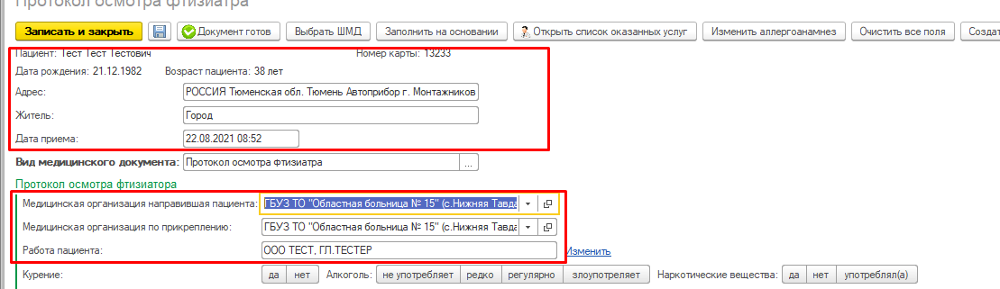 Протокол осмотра фтизиатра
Записать и закрыть Документ готов Выбрать ШМД Заполнить на основании Открыть список оказанных услуг Изменить аллергоанамнез Очистить все поля Создат
Пациент: Тест Тест Тестович Номер карты: 13233
Дата рождения: 21.12.1982 Возраст пациента: 38 лет
Адрес: РОССИЯ Тюменская обл. Тюмень Автоприбор г. Монтажников
Житель: Город
Дата приема: 22.08.2021 08:52
Вид медицинского документа: Протокол осмотра фтизиатра ...
Протокол осмотра фтизиатора
Медицинская организация направившая пациента: ГБУЗ ТО "Областная больница № 15" (с.Нижняя Тавда
Медицинская организация по прикреплению: ГБУЗ ТО "Областная больница № 15" (с.Нижняя Тавда
Работа пациента: ООО ТЕСТ, ГЛ.ТЕСТЕР Изменить
Курение: да нет Алкоголь: не употребляет редко регулярно злоупотреляет Наркотические вещества: да нет употреблял(а)